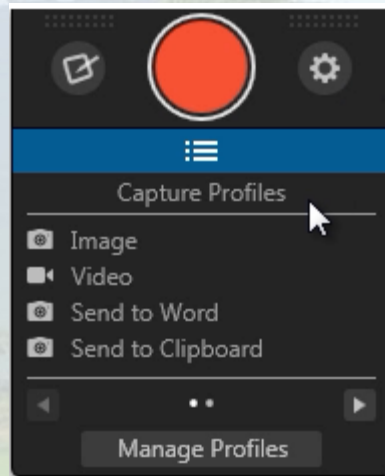 Capture Profiles
Image
Video
Send to Word
Send to Clipboard
Manage Profiles